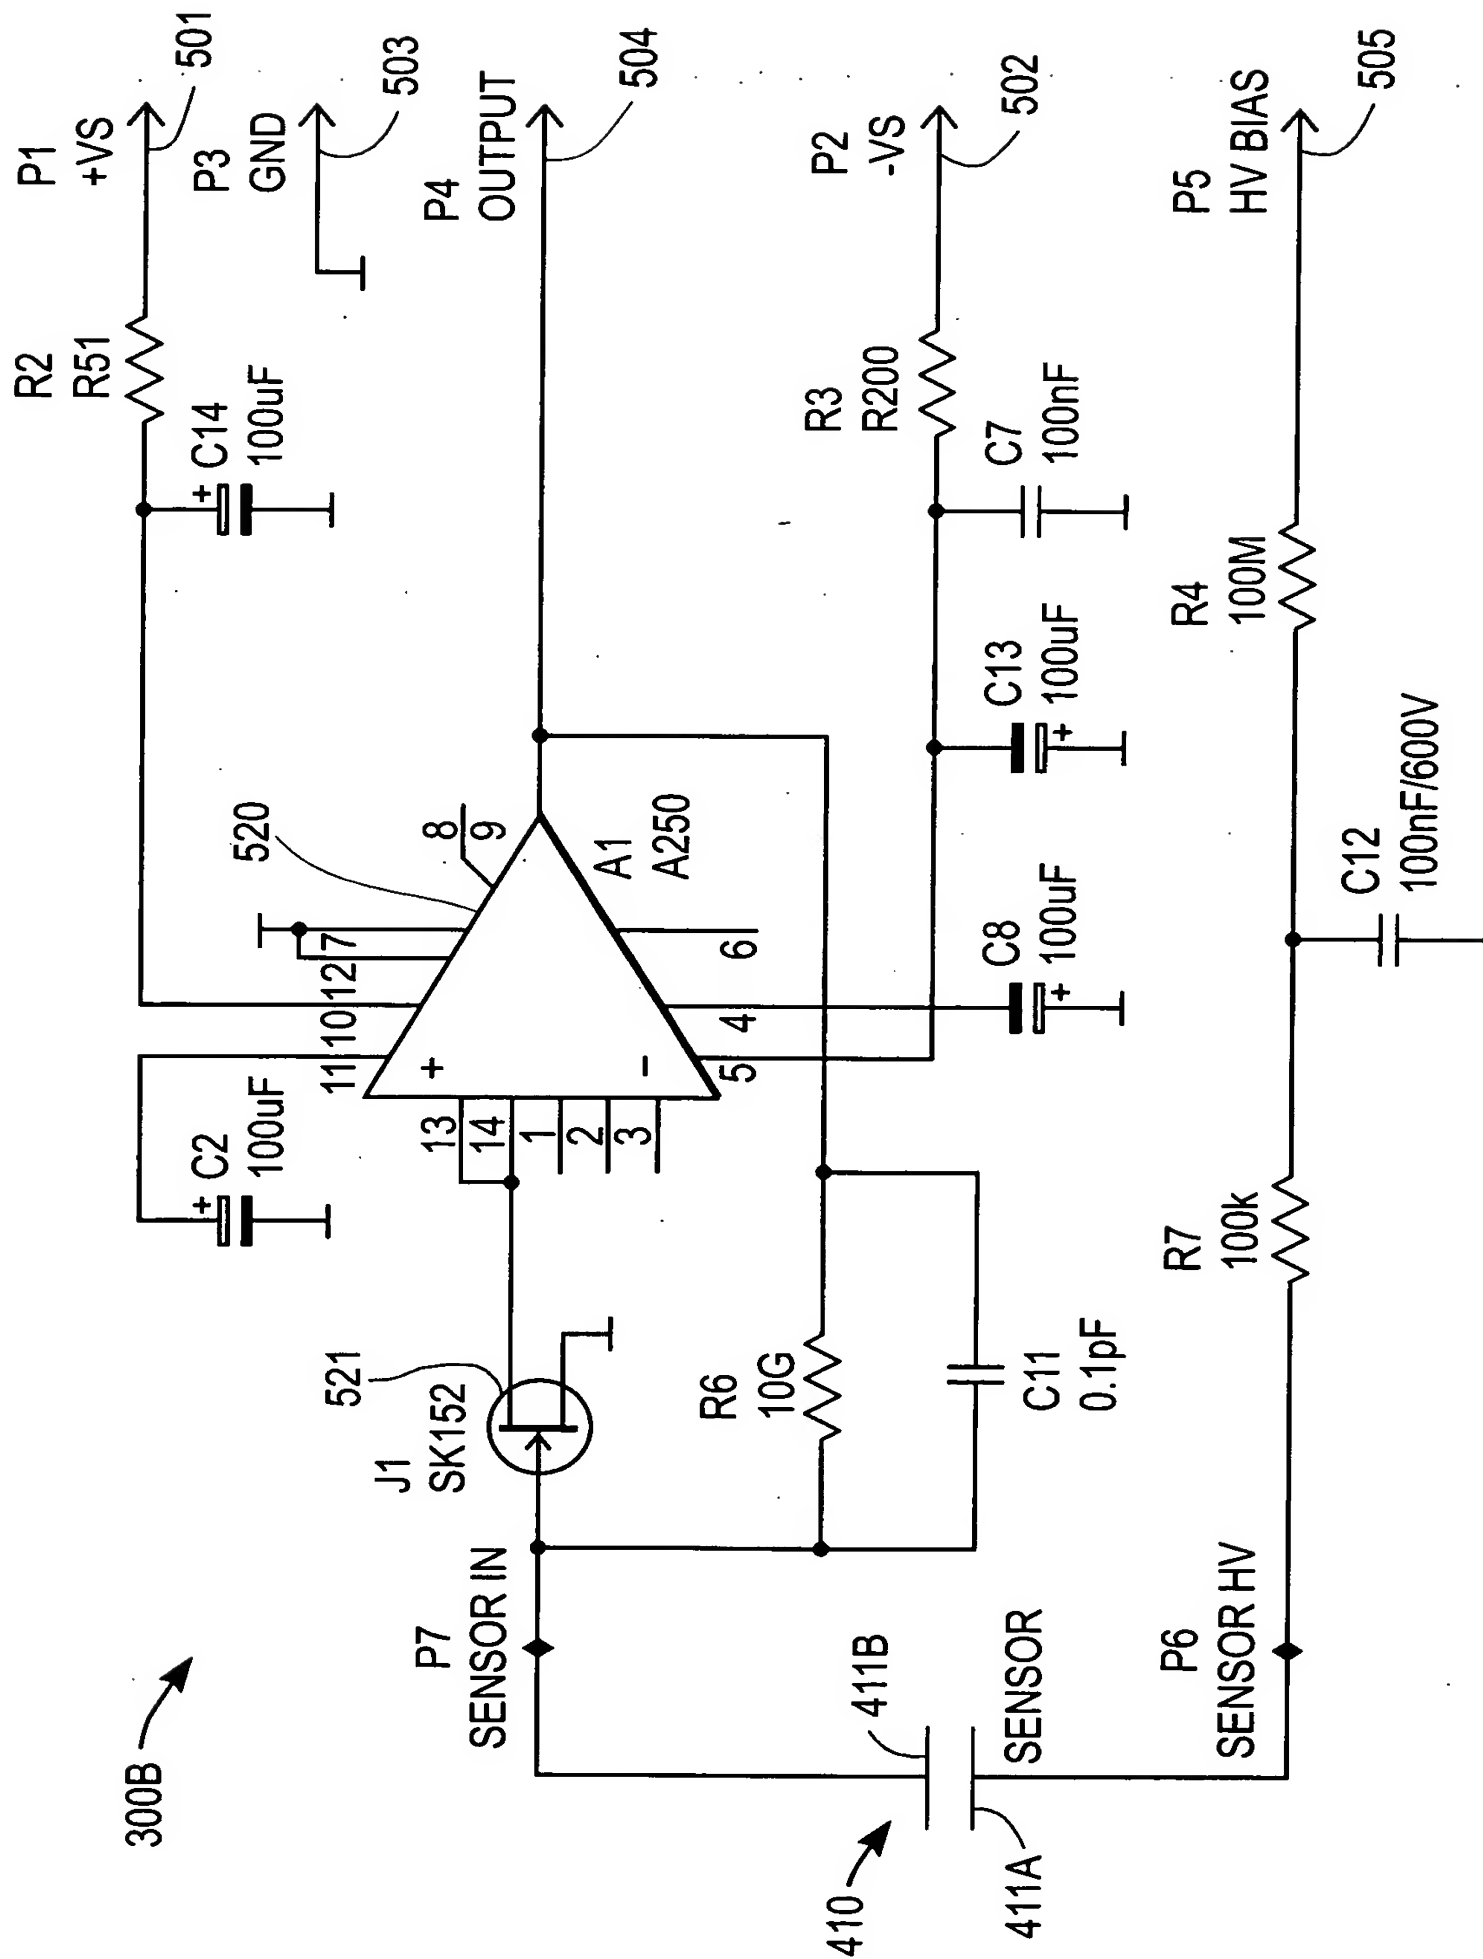 300B
P1
+VS
501
P3
GND
503
P4
OUTPUT
504
P2
-VS
502
P5
HV BIAS
505
R2
R51
C14
+
100uF
R3
R200
C7
100nF
R4
100M
C13
100uF
+
C12
100nF/600V
C8
100uF
+
520
8
9
A1
A250
7
12
10
11
6
4
5
+
-
13
14
1
2
3
C2
+
100uF
R7
100k
521
J1
SK152
R6
10G
C11
0.1pF
P7
SENSOR IN
P6
SENSOR HV
SENSOR
411B
411A
410